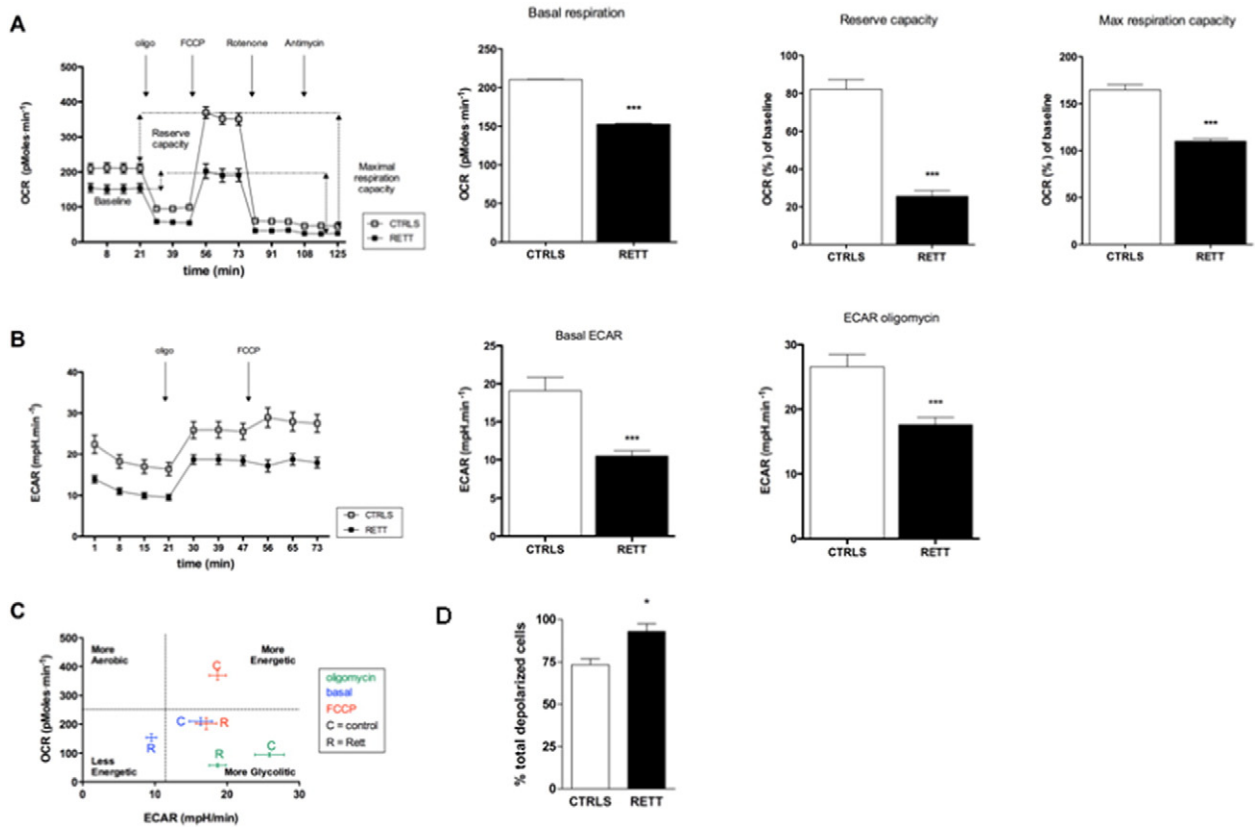 A
oligo FCCP Rotenone Antimycin
OCR (pMoles·min⁻¹)
500
400
300
200
100
0
Reserve
capacity
Baseline
Maximal
respiration
capacity
CTRLS
RETT
8 39 56 73 91 108 125
21
time (min)
Basal respiration
OCR (pMoles·min⁻¹)
250
200
150
100
50
0
***
CTRLS RETT
Reserve capacity
OCR (% ) of baseline
100
80
60
40
20
0
***
CTRLS RETT
Max respiration capacity
OCR (% ) of baseline
200
150
100
50
0
***
CTRLS RETT
B
oligo FCCP
ECAR (mpH.min⁻¹)
40
30
20
10
0
CTRLS
RETT
1 8 15 21 30 39 47 56 65 73
time (min)
Basal ECAR
ECAR (mpH.min⁻¹)
25
20
15
10
5
0
***
CTRLS RETT
ECAR oligomycin
ECAR (mpH.min⁻¹)
30
20
10
0
***
CTRLS RETT
C
OCR (pMoles·min⁻¹)
500
400
300
200
100
0
More
Aerobic
More
Energetic
C
C R
R
R C
Less
Energetic
More Glycolitic
0 10 20 30
ECAR (mpH/min)
oligomycin
basal
FCCP
C = control
R = Rett
D
% total depolarized cells
100
75
50
25
0
*
CTRLS RETT